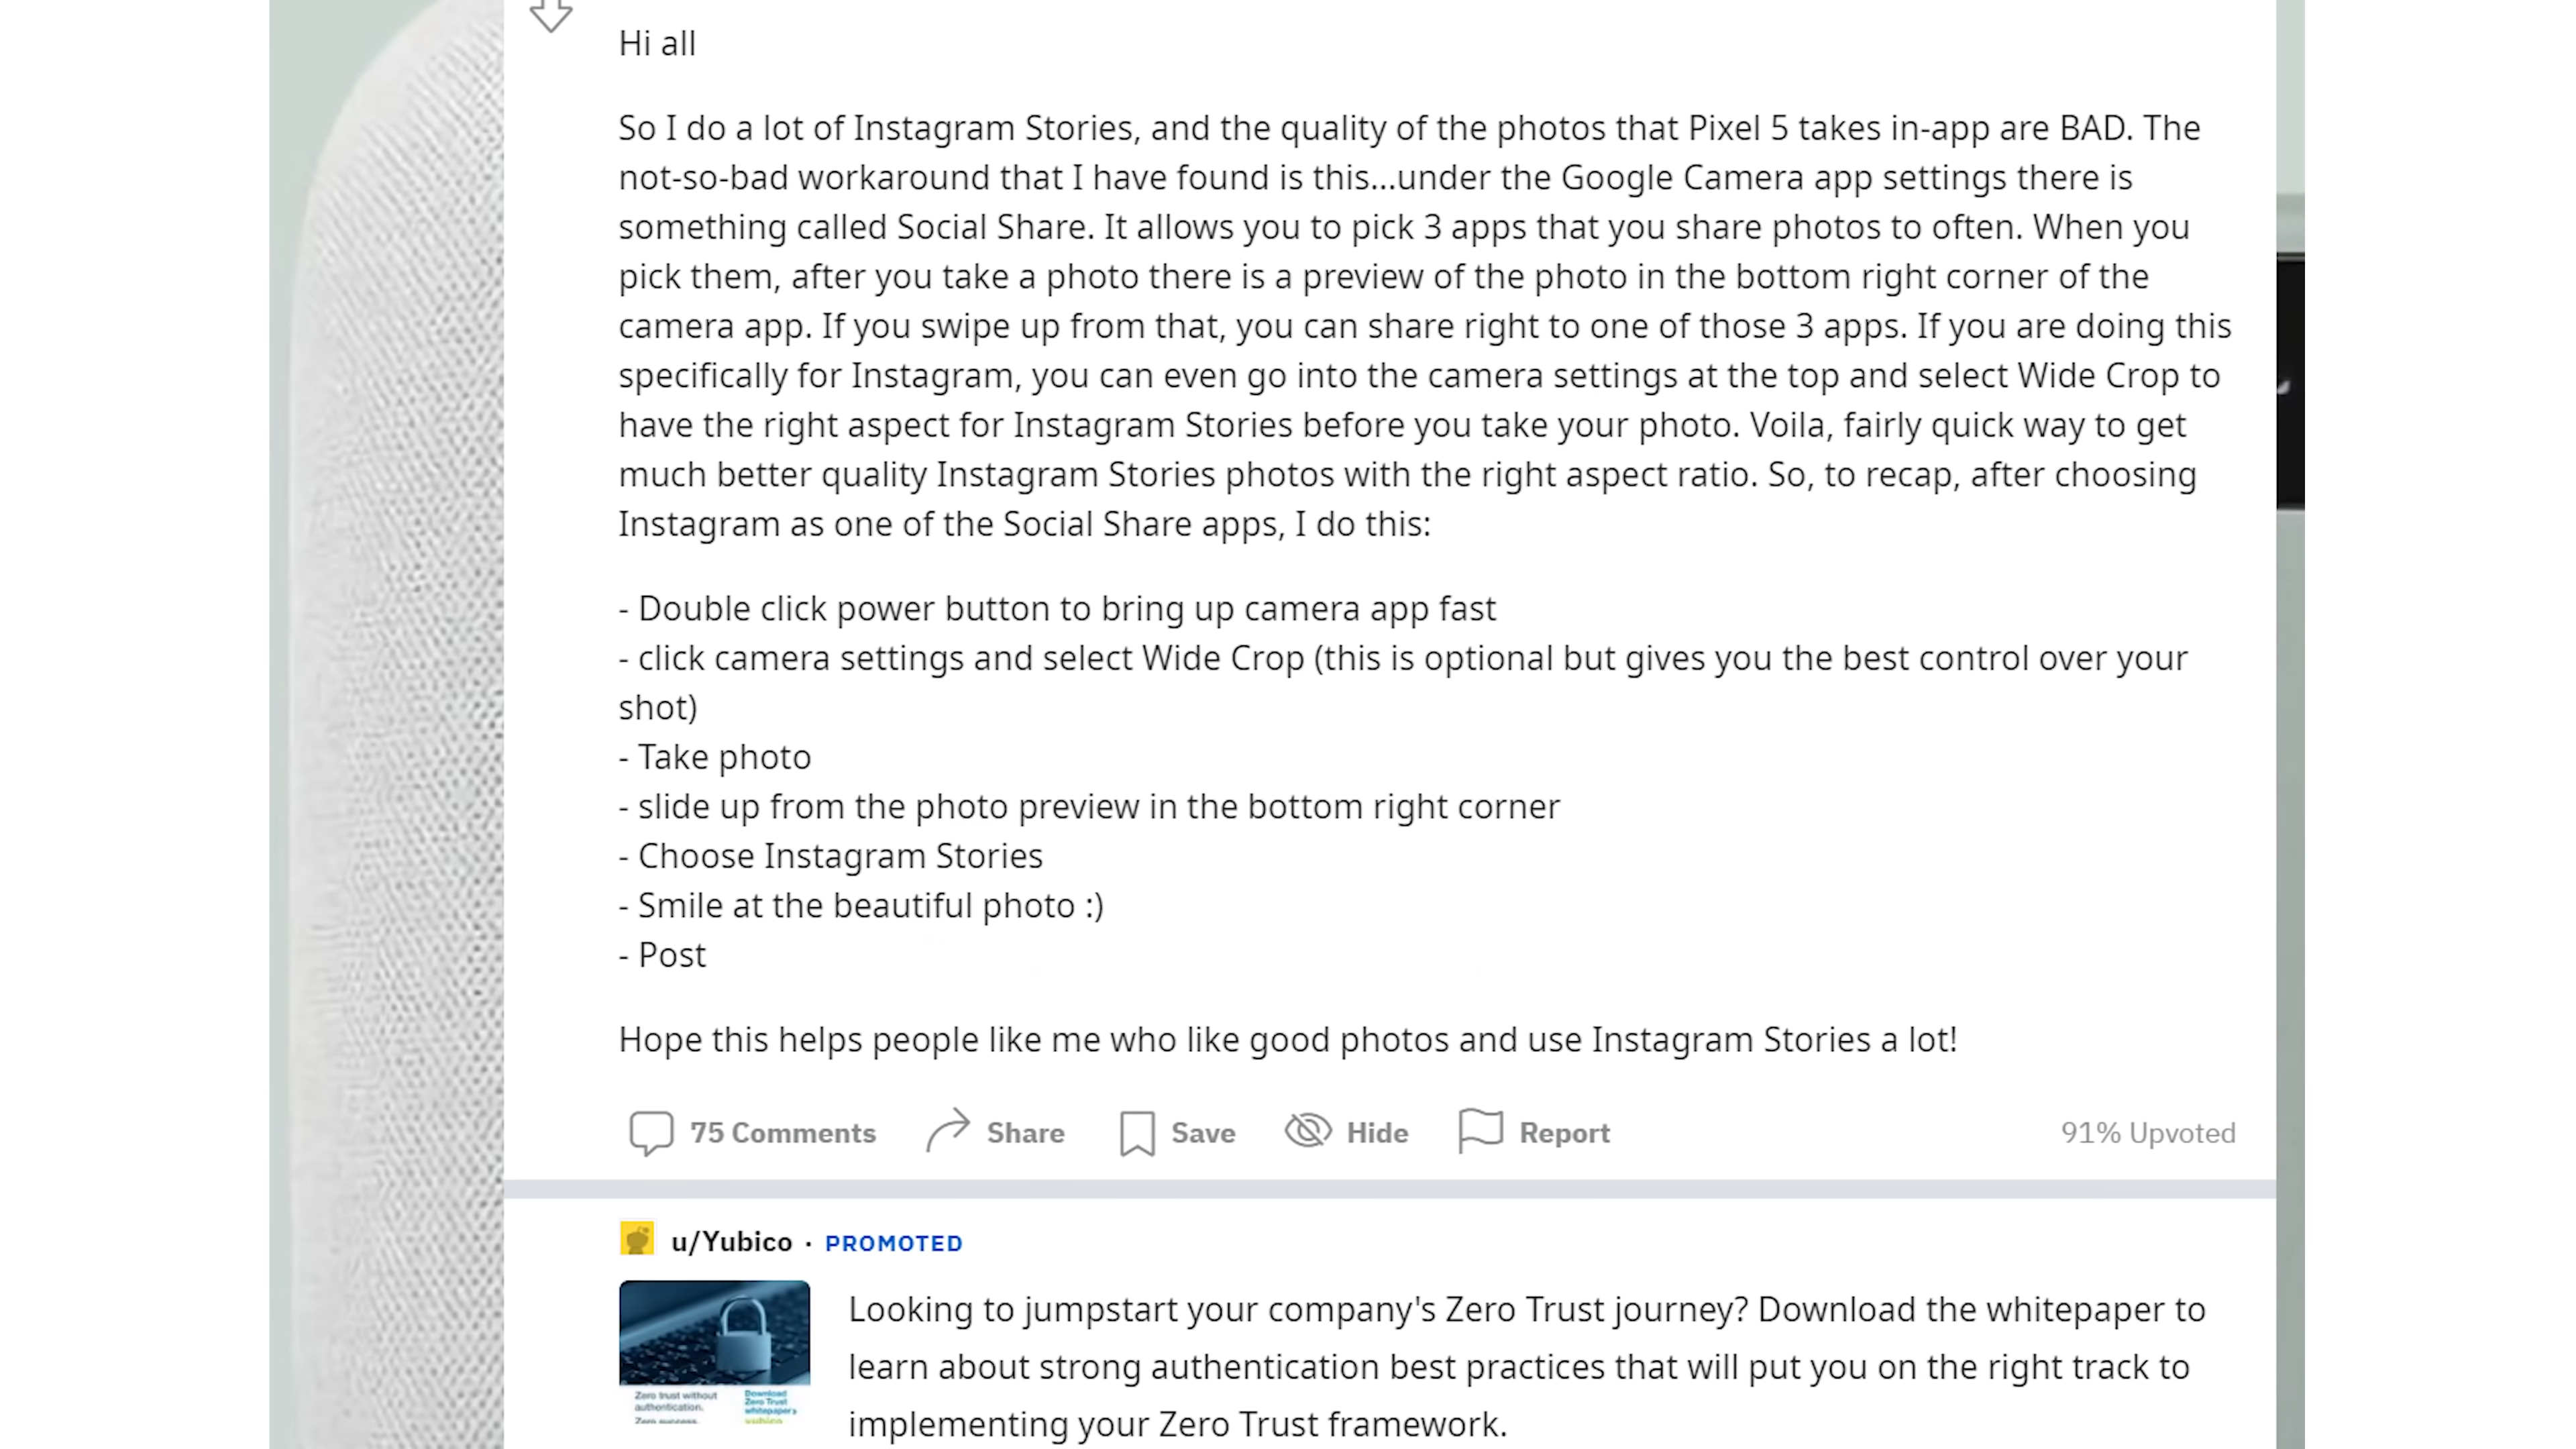 Hi all
So I do a lot of Instagram Stories, and the quality of the photos that Pixel 5 takes in-app are BAD. The
not-so-bad workaround that I have found is this...under the Google Camera app settings there is
something called Social Share. It allows you to pick 3 apps that you share photos to often. When you
pick them, after you take a photo there is a preview of the photo in the bottom right corner of the
camera app. If you swipe up from that, you can share right to one of those 3 apps. If you are doing this
specifically for Instagram, you can even go into the camera settings at the top and select Wide Crop to
have the right aspect for Instagram Stories before you take your photo. Voila, fairly quick way to get
much better quality Instagram Stories photos with the right aspect ratio. So, to recap, after choosing
Instagram as one of the Social Share apps, I do this:
- Double click power button to bring up camera app fast
- click camera settings and select Wide Crop (this is optional but gives you the best control over your
shot)
- Take photo
- slide up from the photo preview in the bottom right corner
- Choose Instagram Stories
- Smile at the beautiful photo :)
- Post
Hope this helps people like me who like good photos and use Instagram Stories a lot!
75 Comments Share Save Hide Report 91% Upvoted
u/Yubico · PROMOTED
Looking to jumpstart your company's Zero Trust journey? Download the whitepaper to
learn about strong authentication best practices that will put you on the right track to
implementing your Zero Trust framework.
Zero trust without
authentication.
Zero success.
Download
Zero Trust
whitepaper>
yubico